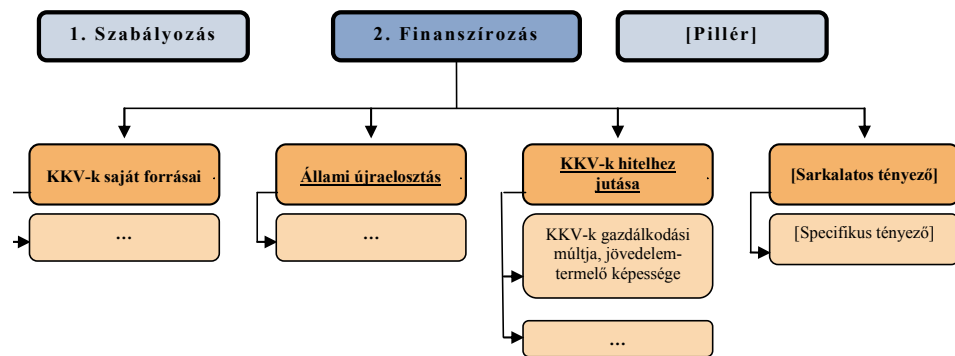 1. Szabályozás
2. Finanszírozás
[Pillér]
KKV-k saját forrásai
Állami újraelosztás
KKV-k hitelhez
jutása
[Sarkalatos tényező]
...
...
KKV-k gazdálkodási
múltja, jövedelem-
termelő képessége
[Specifikus tényező]
...